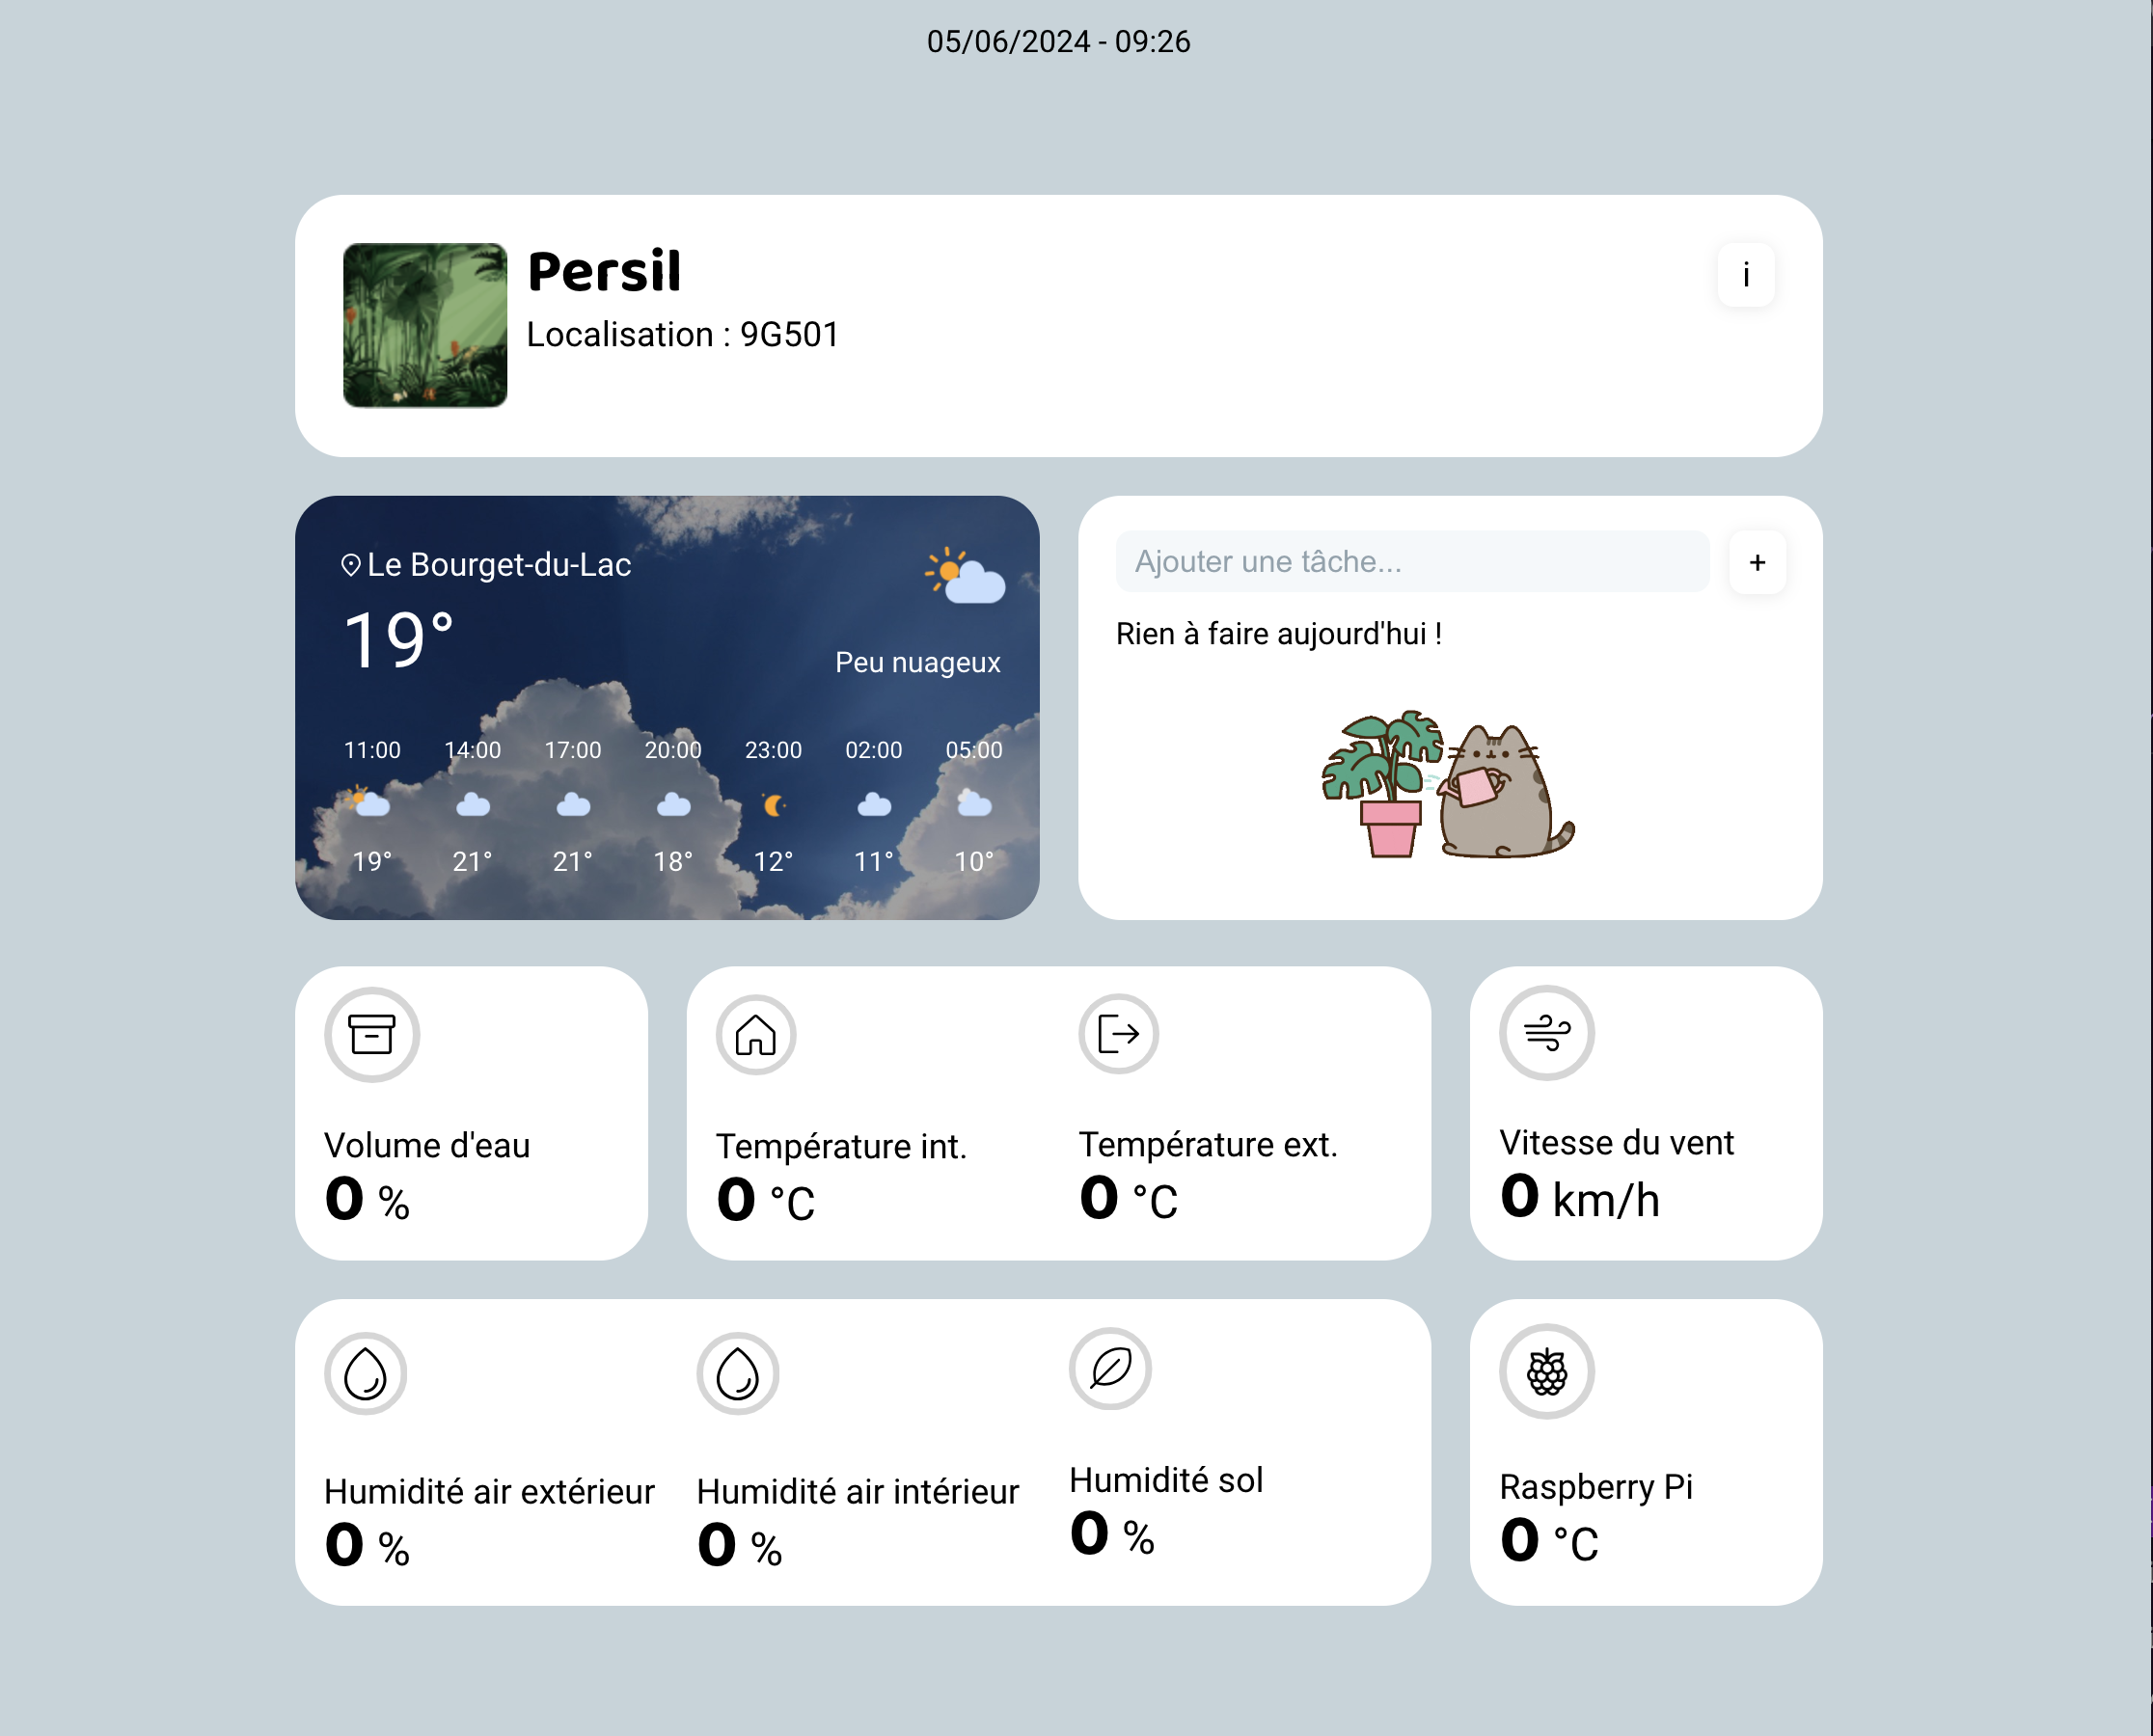 05/06/2024 - 09:26
Persil
i
Localisation : 9G501
Le Bourget-du-Lac
19°
Peu nuageux
11:00 14:00 17:00 20:00 23:00 02:00 05:00
19° 21° 21° 18° 12° 11° 10°
Ajouter une tâche...
+
Rien à faire aujourd'hui !
Volume d'eau
0 %
Température int.
0 °C
Température ext.
0 °C
Vitesse du vent
0 km/h
Humidité air extérieur
0 %
Humidité air intérieur
0 %
Humidité sol
0 %
Raspberry Pi
0 °C